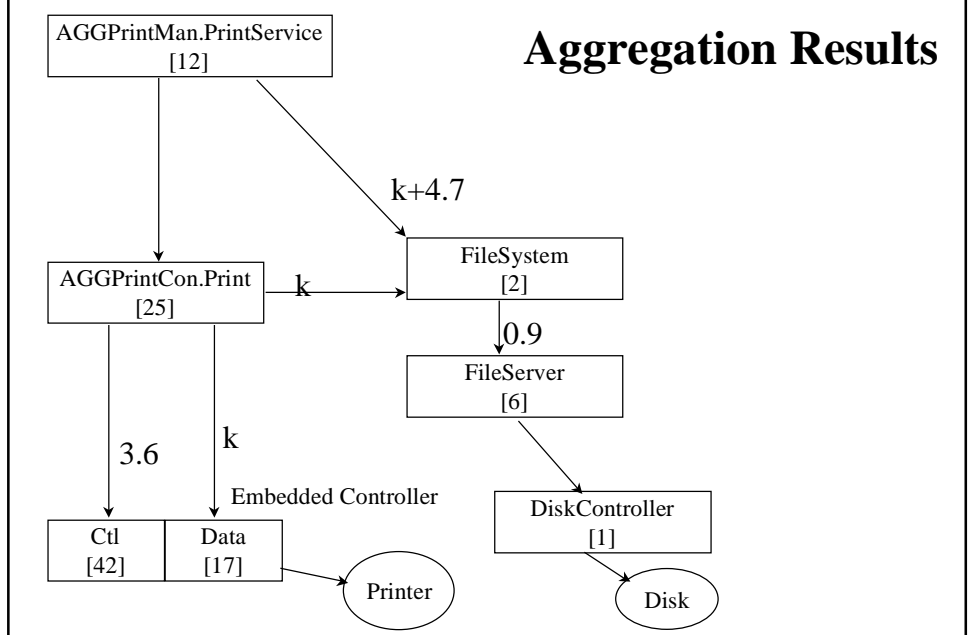 AGGPrintMan.PrintService
[12]
Aggregation Results
k+4.7
FileSystem
[2]
AGGPrintCon.Print
[25]
k
0.9
FileServer
[6]
3.6
k
Embedded Controller
Ctl
[42]
Data
[17]
DiskController
[1]
Printer
Disk